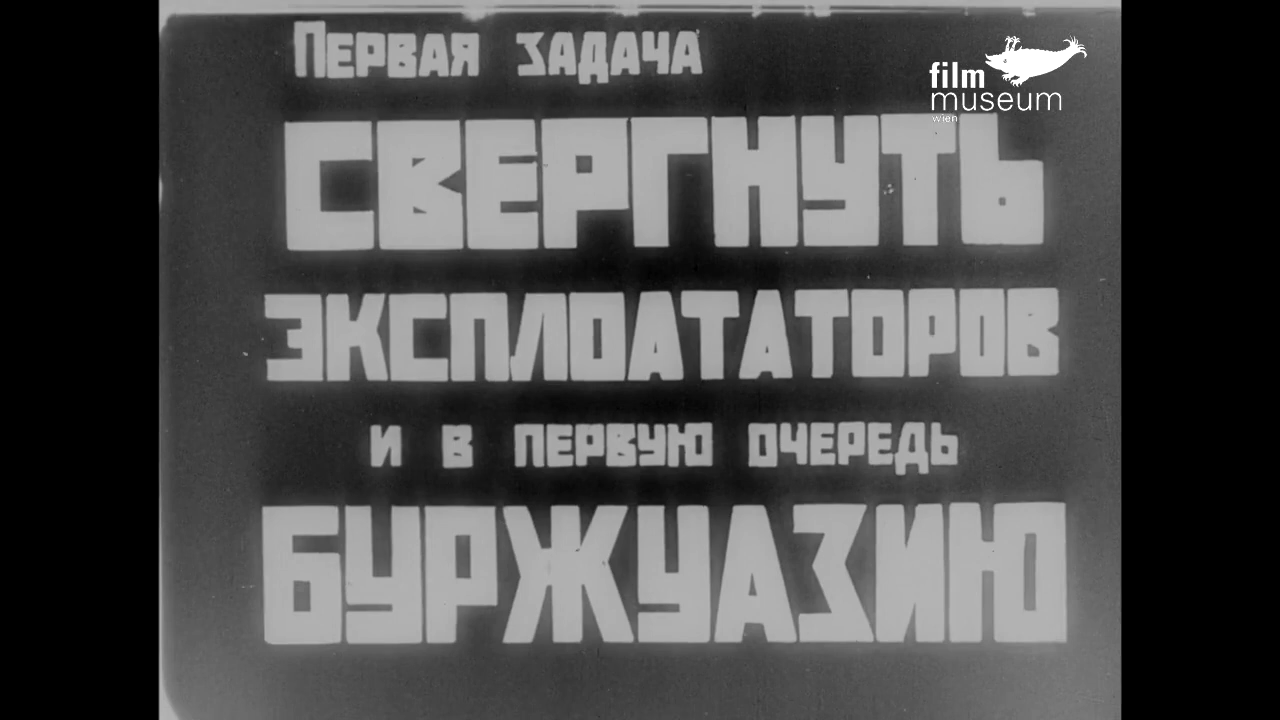 Первая задача
СВЕРГНУТЬ
ЭКСПЛОАТАТОРОВ
и в первую очередь
БУРЖУАЗИЮ
film
museum
wien